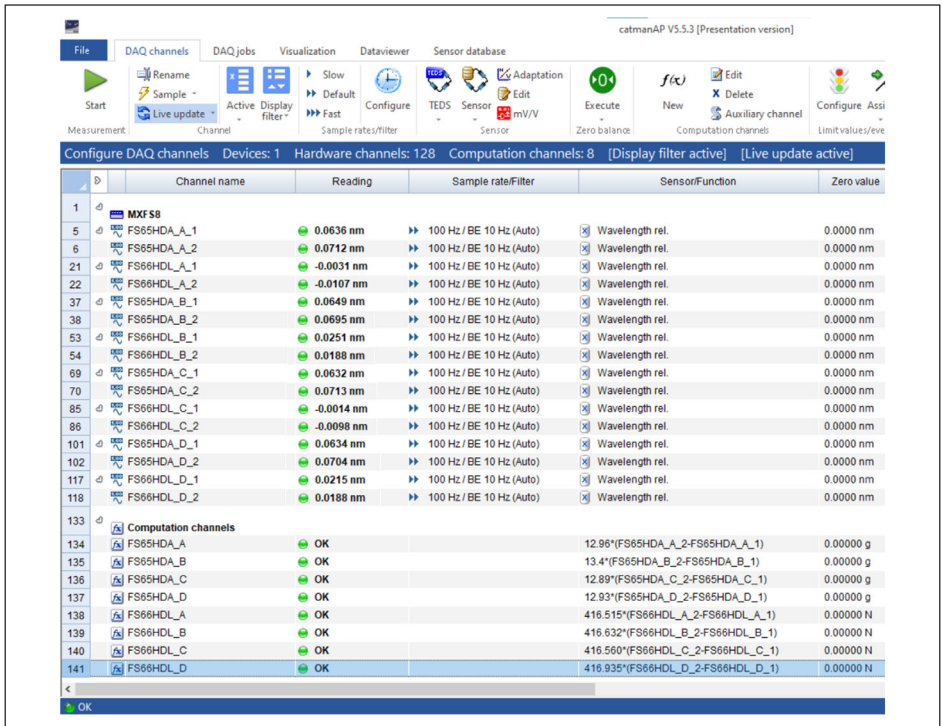 catmanAP V5.5.3 [Presentation version]
File DAQ channels DAQ jobs Visualization Dataviewer Sensor database
Start
Rename
Sample
Live update
Active
Display filter
Slow
Default
Fast
Configure
TEDS
TEDS
Sensor
Adaptation
Edit
mV/V
Execute
f(x)
New
Edit
X Delete
Auxiliary channel
Configure Assi
Measurement Channel Sample rates/filter Sensor Zero balance Computation channels Limit values/eve
Configure DAQ channels Devices: 1 Hardware channels: 128 Computation channels: 8 [Display filter active] [Live update active]
Channel name Reading Sample rate/Filter Sensor/Function Zero value
1 MXFS8
5 FS65HDA_A_1 0.0636 nm 100 Hz / BE 10 Hz (Auto) Wavelength rel. 0.0000 nm
6 FS65HDA_A_2 0.0712 nm 100 Hz / BE 10 Hz (Auto) Wavelength rel. 0.0000 nm
21 FS66HDL_A_1 -0.0031 nm 100 Hz / BE 10 Hz (Auto) Wavelength rel. 0.0000 nm
22 FS66HDL_A_2 -0.0107 nm 100 Hz / BE 10 Hz (Auto) Wavelength rel. 0.0000 nm
37 FS65HDA_B_1 0.0649 nm 100 Hz / BE 10 Hz (Auto) Wavelength rel. 0.0000 nm
38 FS65HDA_B_2 0.0695 nm 100 Hz / BE 10 Hz (Auto) Wavelength rel. 0.0000 nm
53 FS66HDL_B_1 0.0251 nm 100 Hz / BE 10 Hz (Auto) Wavelength rel. 0.0000 nm
54 FS66HDL_B_2 0.0188 nm 100 Hz / BE 10 Hz (Auto) Wavelength rel. 0.0000 nm
69 FS65HDA_C_1 0.0632 nm 100 Hz / BE 10 Hz (Auto) Wavelength rel. 0.0000 nm
70 FS65HDA_C_2 0.0713 nm 100 Hz / BE 10 Hz (Auto) Wavelength rel. 0.0000 nm
85 FS66HDL_C_1 -0.0014 nm 100 Hz / BE 10 Hz (Auto) Wavelength rel. 0.0000 nm
86 FS66HDL_C_2 -0.0098 nm 100 Hz / BE 10 Hz (Auto) Wavelength rel. 0.0000 nm
101 FS65HDA_D_1 0.0634 nm 100 Hz / BE 10 Hz (Auto) Wavelength rel. 0.0000 nm
102 FS65HDA_D_2 0.0704 nm 100 Hz / BE 10 Hz (Auto) Wavelength rel. 0.0000 nm
117 FS66HDL_D_1 0.0215 nm 100 Hz / BE 10 Hz (Auto) Wavelength rel. 0.0000 nm
118 FS66HDL_D_2 0.0188 nm 100 Hz / BE 10 Hz (Auto) Wavelength rel. 0.0000 nm
133 fx Computation channels
134 fx FS65HDA_A OK 12.96*(FS65HDA_A_2-FS65HDA_A_1) 0.00000 g
135 fx FS65HDA_B OK 13.4*(FS65HDA_B_2-FS65HDA_B_1) 0.00000 g
136 fx FS65HDA_C OK 12.89*(FS65HDA_C_2-FS65HDA_C_1) 0.00000 g
137 fx FS65HDA_D OK 12.93*(FS65HDA_D_2-FS65HDA_D_1) 0.00000 g
138 fx FS66HDL_A OK 416.515*(FS66HDL_A_2-FS66HDL_A_1) 0.00000 N
139 fx FS66HDL_B OK 416.632*(FS66HDL_B_2-FS66HDL_B_1) 0.00000 N
140 fx FS66HDL_C OK 416.560*(FS66HDL_C_2-FS66HDL_C_1) 0.00000 N
141 fx FS66HDL_D OK 416.935*(FS66HDL_D_2-FS66HDL_D_1) 0.00000 N
OK